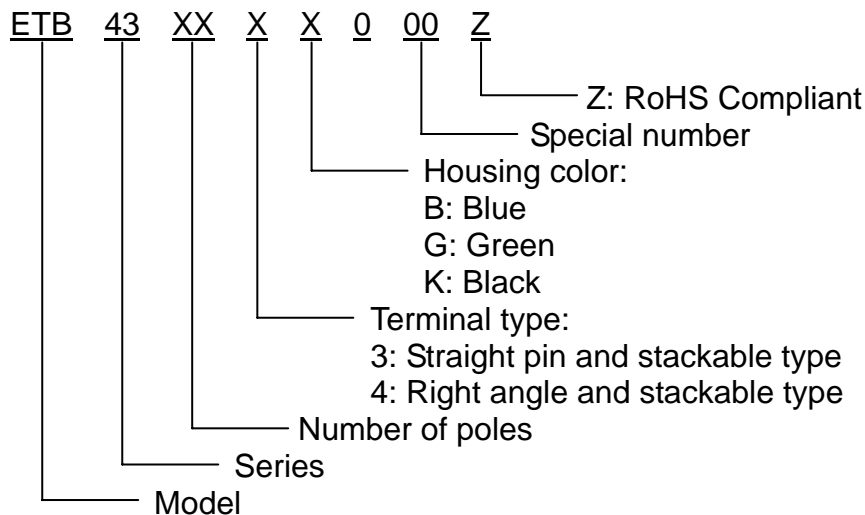 ETB 43 XX X X 0 00 Z
Z: RoHS Compliant
Special number
Housing color:
B: Blue
G: Green
K: Black
Terminal type:
3: Straight pin and stackable type
4: Right angle and stackable type
Number of poles
Series
Model